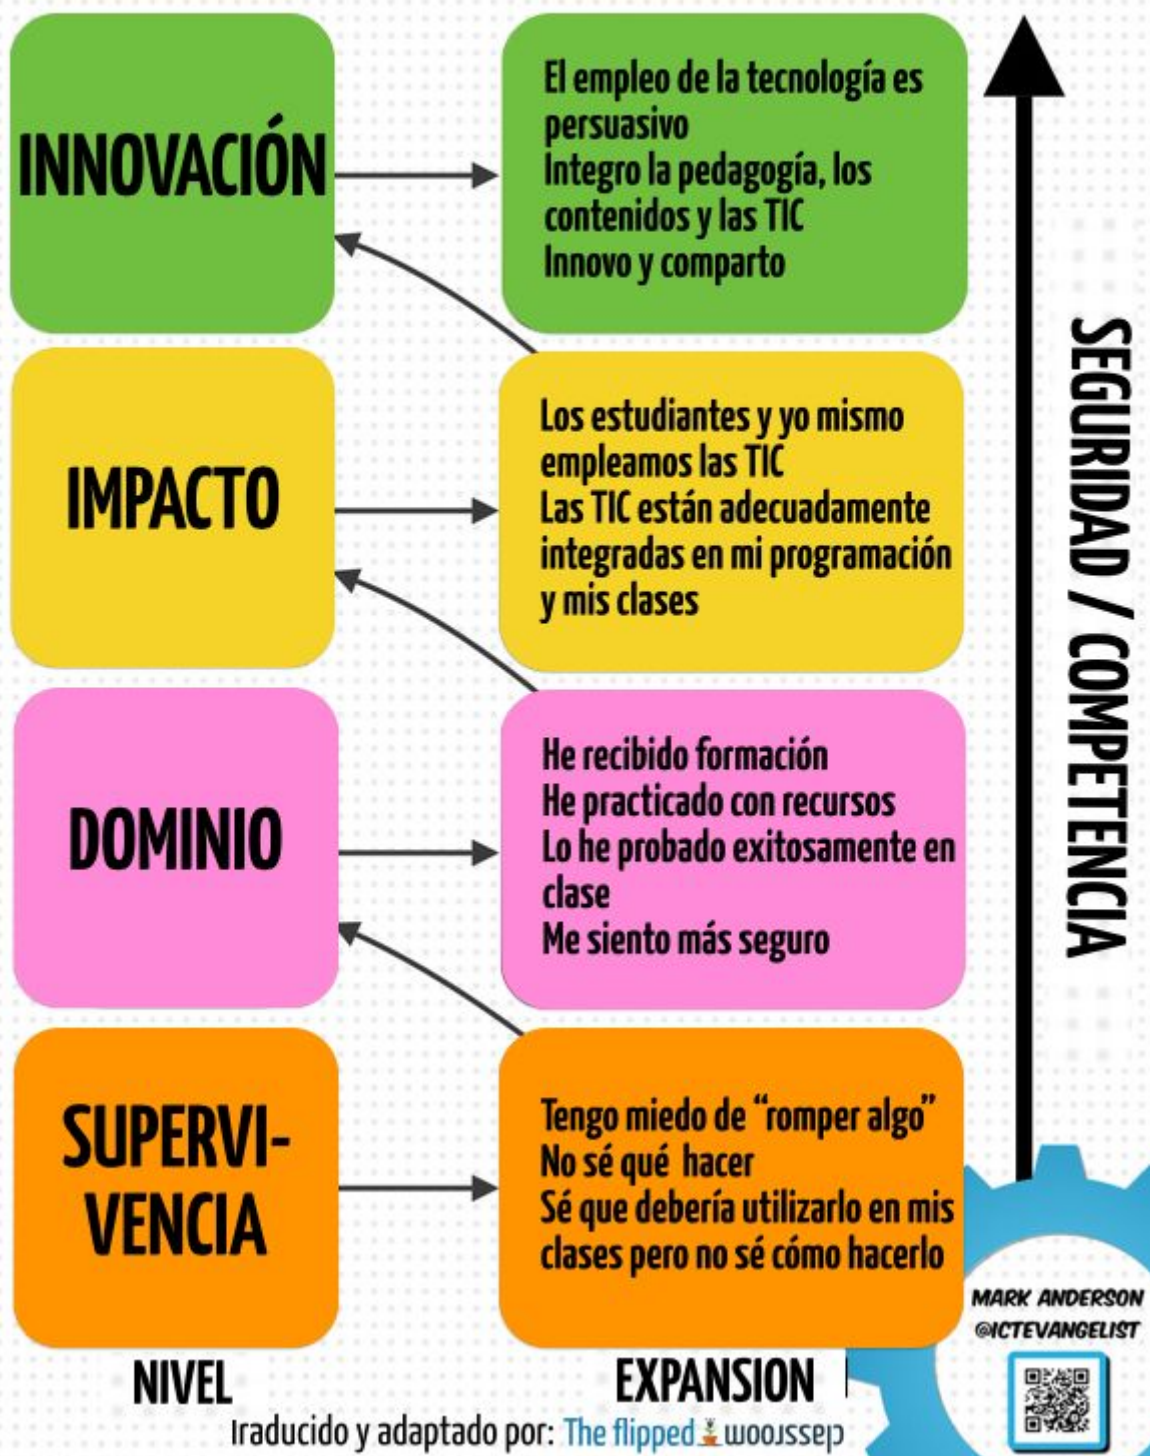 INNOVACIÓN
El empleo de la tecnología es
persuasivo
Integro la pedagogía, los
contenidos y las TIC
Innovo y comparto
IMPACTO
Los estudiantes y yo mismo
empleamos las TIC
Las TIC están adecuadamente
integradas en mi programación
y mis clases
DOMINIO
He recibido formación
He practicado con recursos
Lo he probado exitosamente en
clase
Me siento más seguro
SUPERVI-
VENCIA
Tengo miedo de “romper algo”
No sé qué hacer
Sé que debería utilizarlo en mis
clases pero no sé cómo hacerlo
SEGURIDAD / COMPETENCIA
MARK ANDERSON
@ICTEVANGELIST
NIVEL
EXPANSION
Traducido y adaptado por: The flipped classroom